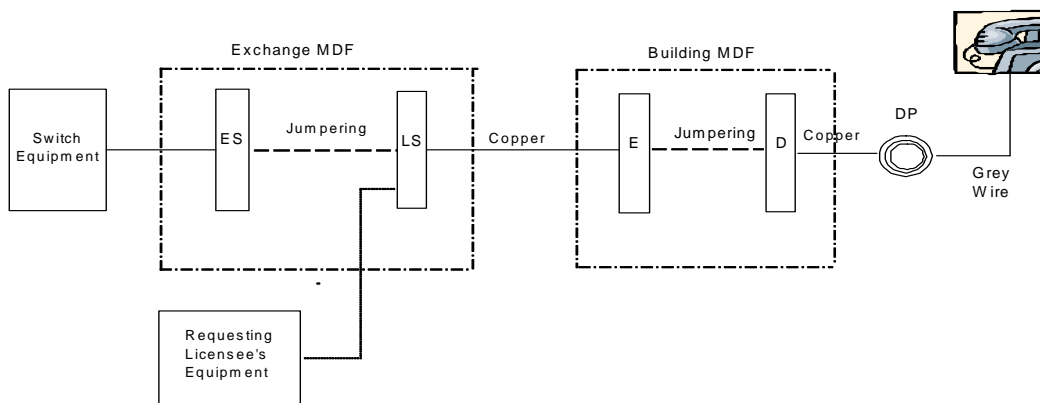 Exchange MDF
Building MDF
Switch
Equipment
ES
Jumpering
LS
Copper
E
Jumpering
D
Copper
DP
Grey
Wire
Requesting
Licensee's
Equipment